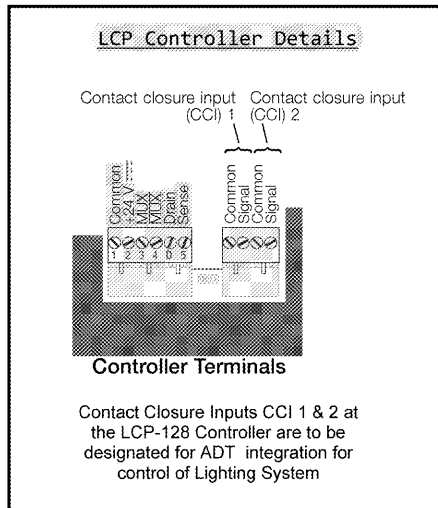 LCP Controller Details
Contact closure input (CCI) 1
Contact closure input (CCI) 2
Common
+24 V
MUX
MUX
Drain
Sense
Common
Signal
Common
Signal
1 2 3 4 D 5
Controller Terminals
Contact Closure Inputs CCI 1 & 2 at
the LCP-128 Controller are to be
designated for ADT integration for
control of Lighting System